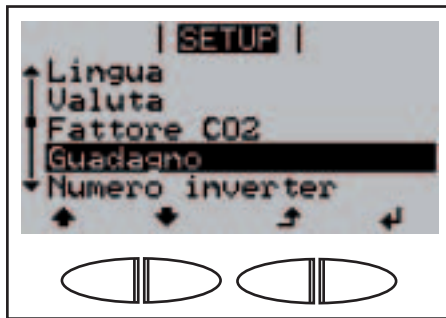 SETUP
Lingua
Valuta
Fattore CO2
Guadagno
Numero inverter